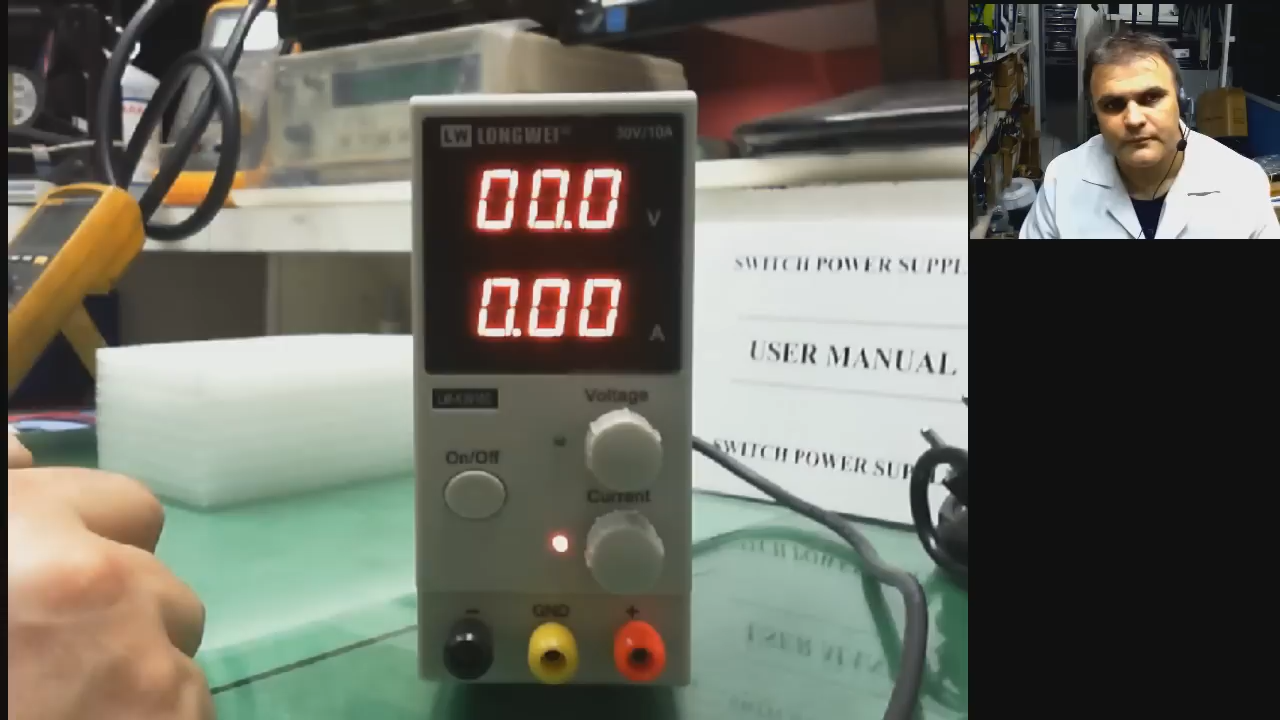 LW LONGWEI
30V/10A
00.0 V
0.00 A
Voltage
On/Off
Current
- GND +
SWITCH POWER SUPPL
USER MANUAL
SWITCH POWER SUPPL